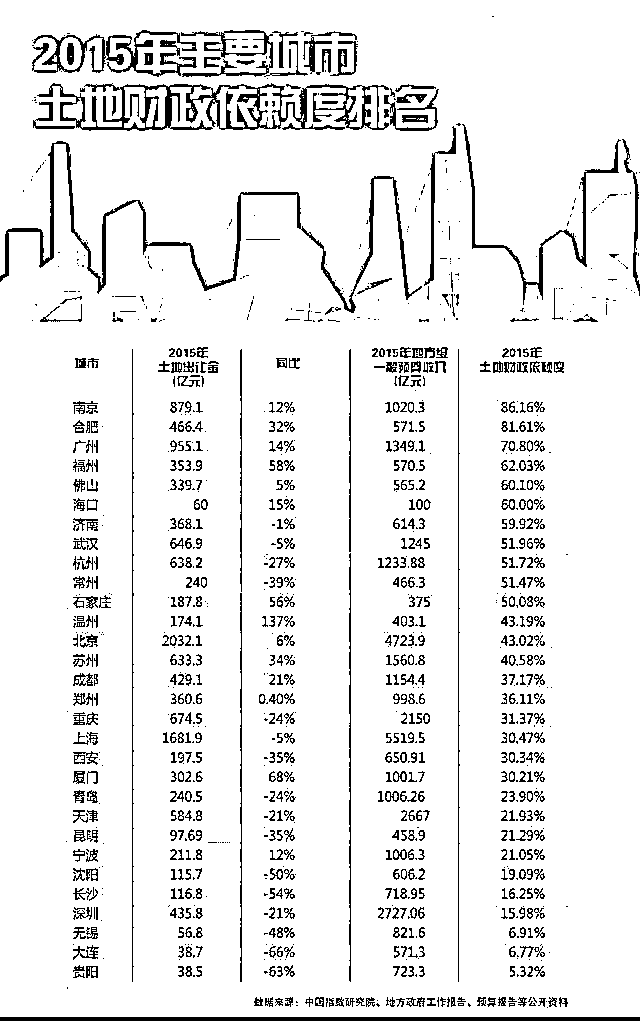 2015年主要城市
土地财政依赖度排名
城市 2015年土地出让金(亿元) 同比 2015年地方级一般预算收入(亿元) 2015年土地财政依赖度
南京 879.1 12% 1020.3 86.16%
合肥 466.4 32% 571.5 81.61%
广州 955.1 14% 1349.1 70.80%
福州 353.9 58% 570.5 62.03%
佛山 339.7 5% 565.2 60.10%
海口 60 15% 100 60.00%
济南 368.1 -1% 614.3 59.92%
武汉 646.9 -5% 1245 51.96%
杭州 638.2 -27% 1233.88 51.72%
常州 240 -39% 466.3 51.47%
石家庄 187.8 56% 375 50.08%
温州 174.1 137% 403.1 43.19%
北京 2032.1 6% 4723.9 43.02%
苏州 633.3 34% 1560.8 40.58%
成都 429.1 21% 1154.4 37.17%
郑州 360.6 0.40% 998.6 36.11%
重庆 674.5 -24% 2150 31.37%
上海 1681.9 -5% 5519.5 30.47%
西安 197.5 -35% 650.91 30.34%
厦门 302.6 68% 1001.7 30.21%
青岛 240.5 -24% 1006.26 23.90%
天津 584.8 -21% 2667 21.93%
昆明 97.69 -35% 458.9 21.29%
宁波 211.8 12% 1006.3 21.05%
沈阳 115.7 -50% 606.2 19.09%
长沙 116.8 -54% 718.95 16.25%
深圳 435.8 -21% 2727.06 15.98%
无锡 56.8 -48% 821.6 6.91%
大连 38.7 -66% 571.3 6.77%
贵阳 38.5 -63% 723.3 5.32%
数据来源：中国指数研究院、地方政府工作报告、预算报告等公开资料